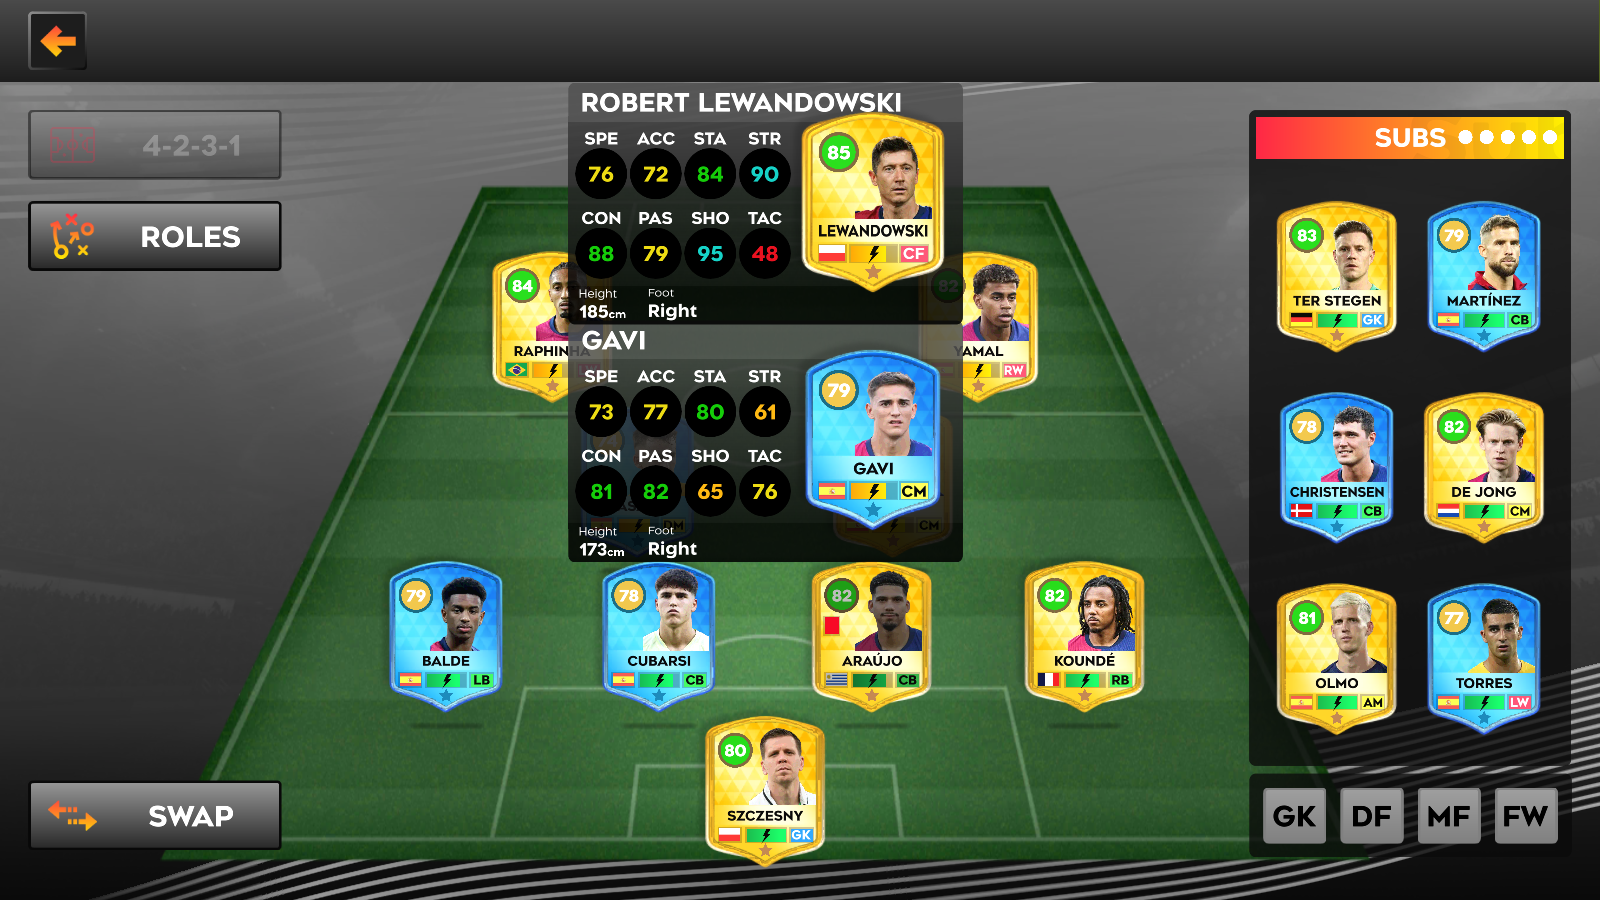 4-2-3-1
ROLES
ROBERT LEWANDOWSKI
SPE ACC STA STR
76 72 84 90
CON PAS SHO TAC
88 79 95 48
Height Foot
185cm Right
85
LEWANDOWSKI
CF
GAVI
SPE ACC STA STR
73 77 80 61
CON PAS SHO TAC
81 82 65 76
Height Foot
173cm Right
79
GAVI
CM
84
RAPHINHA
82
YAMAL
RW
DM
CM
79
BALDE
LB
78
CUBARSI
CB
82
ARAÚJO
CB
82
KOUNDÉ
RB
80
SZCZESNY
GK
SWAP
SUBS
83
TER STEGEN
GK
79
MARTÍNEZ
CB
78
CHRISTENSEN
CB
82
DE JONG
CM
81
OLMO
AM
77
TORRES
LW
GK DF MF FW